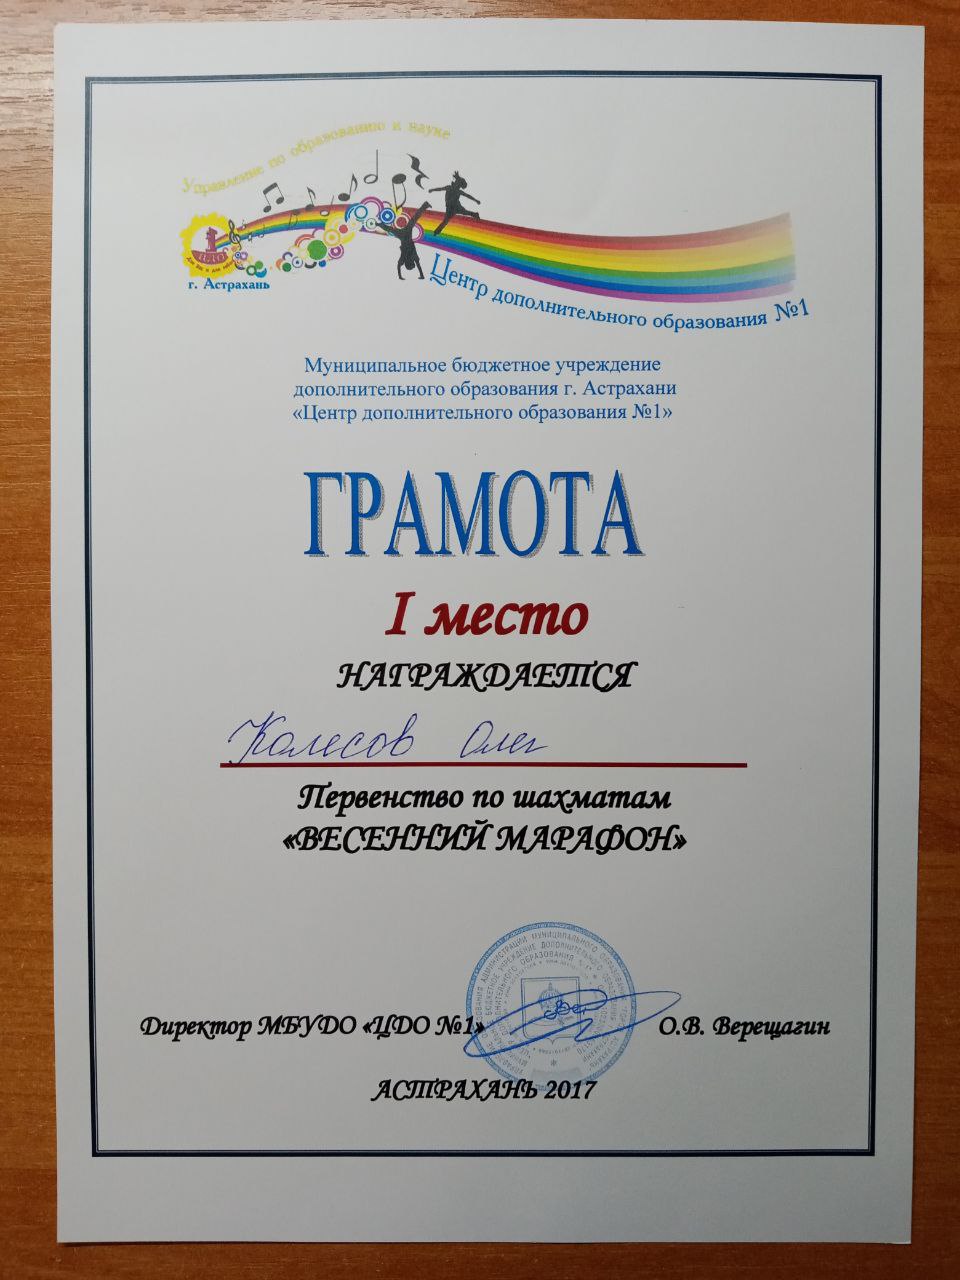 Управление по образованию и науке
ЦДО
г. Астрахань
Центр дополнительного образования №1
Муниципальное бюджетное учреждение
дополнительного образования г. Астрахани
«Центр дополнительного образования №1»
ГРАМОТА
I место
НАГРАЖДАЕТСЯ
Колесов Олег
Первенство по шахматам
«ВЕСЕННИЙ МАРАФОН»
Директор МБУДО «ЦДО №1» О.В. Верещагин
АСТРАХАНЬ 2017